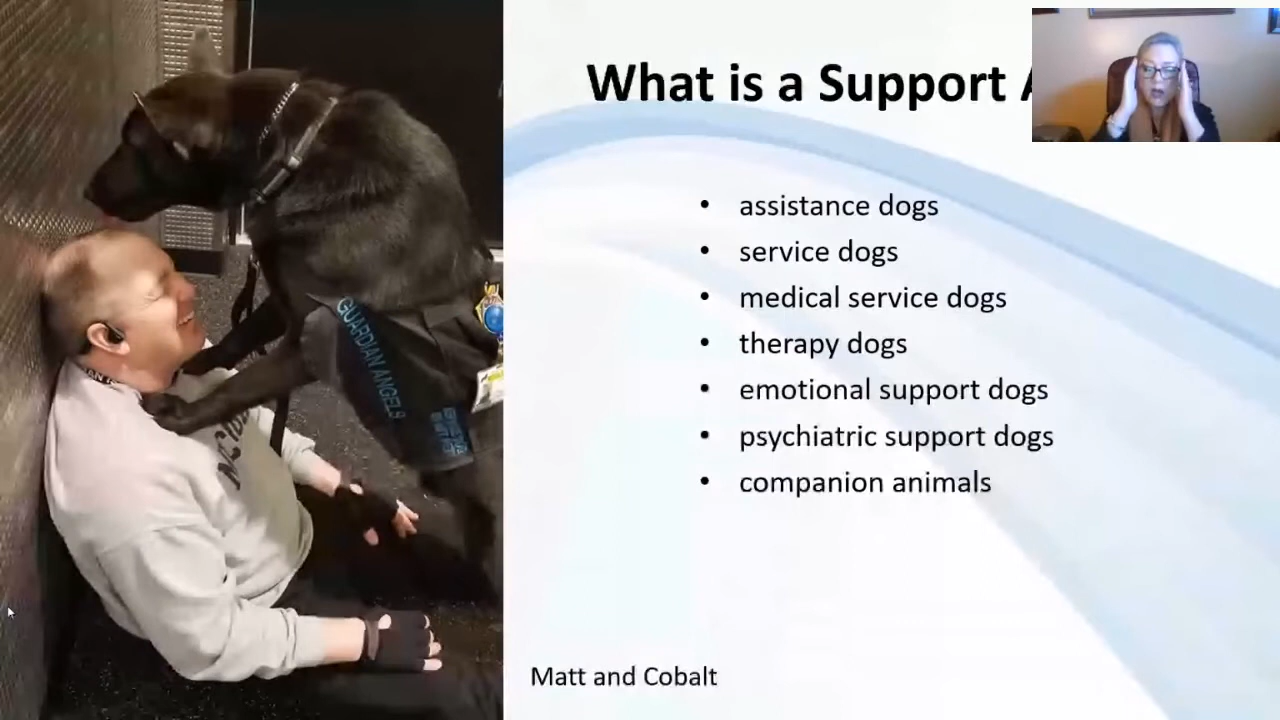 What is a Support
• assistance dogs
• service dogs
• medical service dogs
• therapy dogs
• emotional support dogs
• psychiatric support dogs
• companion animals
GUARDIAN ANGELS
Matt and Cobalt